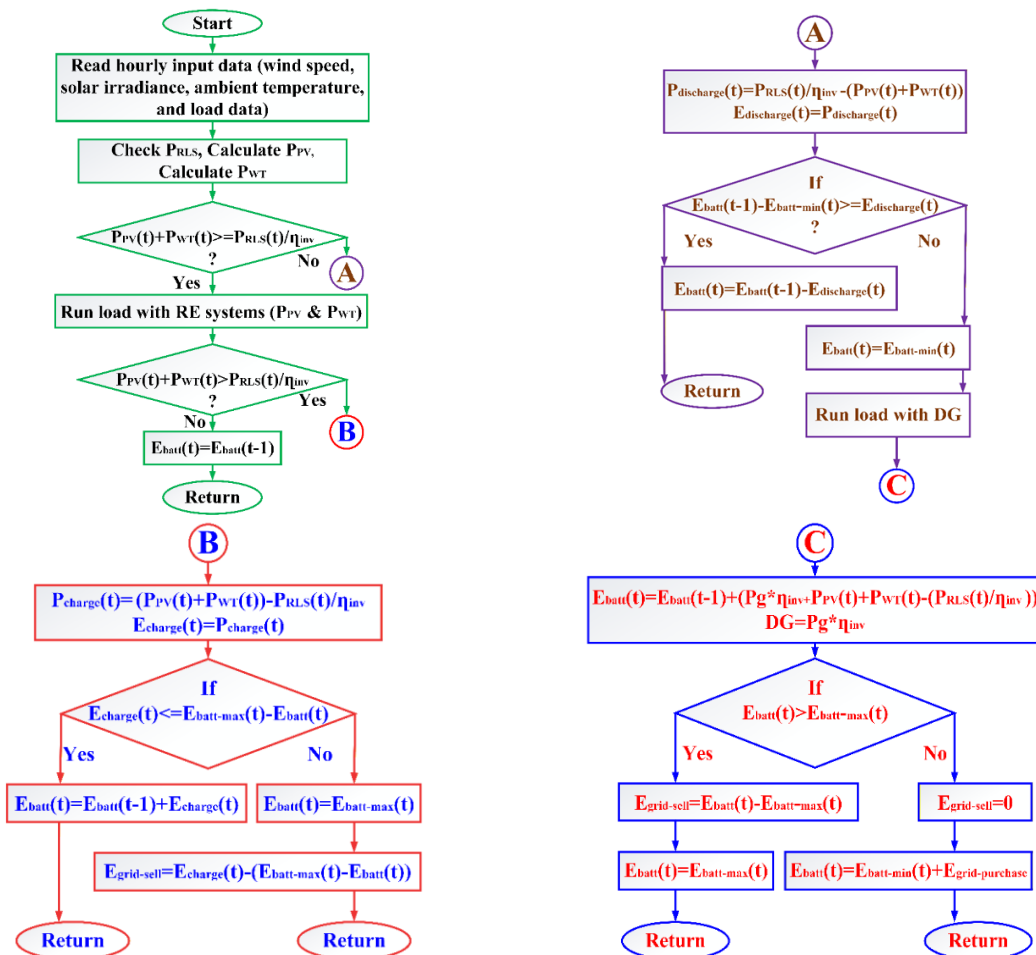 Start
Read hourly input data (wind speed,
solar irradiance, ambient temperature,
and load data)
Check PRLS, Calculate PPV,
Calculate PWT
PPV(t)+PWT(t)>=PRLS(t)/ηinv
?
No
A
Yes
Run load with RE systems (PPV & PWT)
PPV(t)+PWT(t)>PRLS(t)/ηinv
?
Yes
B
No
Ebatt(t)=Ebatt(t-1)
Return
A
Pdischarge(t)=PRLS(t)/ηinv-(PPV(t)+PWT(t))
Edischarge(t)=Pdischarge(t)
If
Ebatt(t-1)-Ebatt-min(t)>=Edischarge(t)
?
Yes
No
Ebatt(t)=Ebatt(t-1)-Edischarge(t)
Return
Ebatt(t)=Ebatt-min(t)
Run load with DG
C
B
Pcharge(t)=(PPV(t)+PWT(t))-PRLS(t)/ηinv
Echarge(t)=Pcharge(t)
If
Echarge(t)<=Ebatt-max(t)-Ebatt(t)
Yes
No
Ebatt(t)=Ebatt(t-1)+Echarge(t)
Ebatt(t)=Ebatt-max(t)
Egrid-sell=Echarge(t)-(Ebatt-max(t)-Ebatt(t))
Return
Return
C
Ebatt(t)=Ebatt(t-1)+(Pg*ηinv+PPV(t)+PWT(t)-(PRLS(t)/ηinv))
DG=Pg*ηinv
If
Ebatt(t)>Ebatt-max(t)
Yes
No
Egrid-sell=Ebatt(t)-Ebatt-max(t)
Egrid-sell=0
Ebatt(t)=Ebatt-max(t)
Ebatt(t)=Ebatt-min(t)+Egrid-purchase
Return
Return